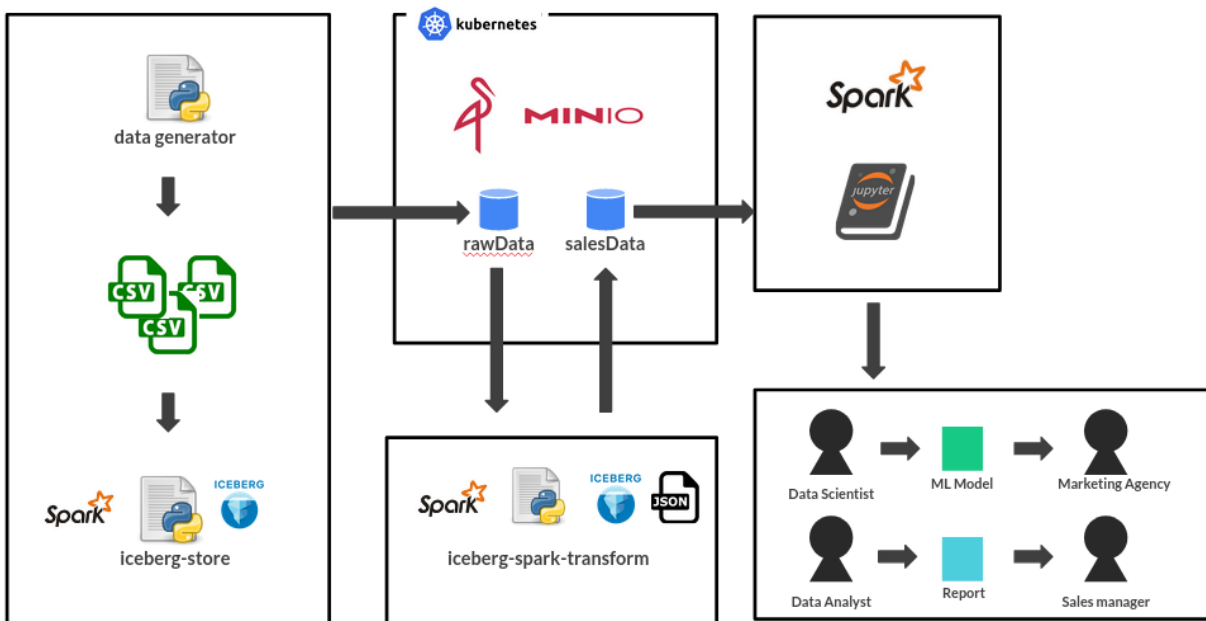 data generator
CSV
CSV
CSV
Spark
ICEBERG
iceberg-store
kubernetes
MINIO
rawData
salesData
Spark
ICEBERG
JSON
iceberg-spark-transform
Spark
jupyter
Data Scientist
ML Model
Marketing Agency
Data Analyst
Report
Sales manager